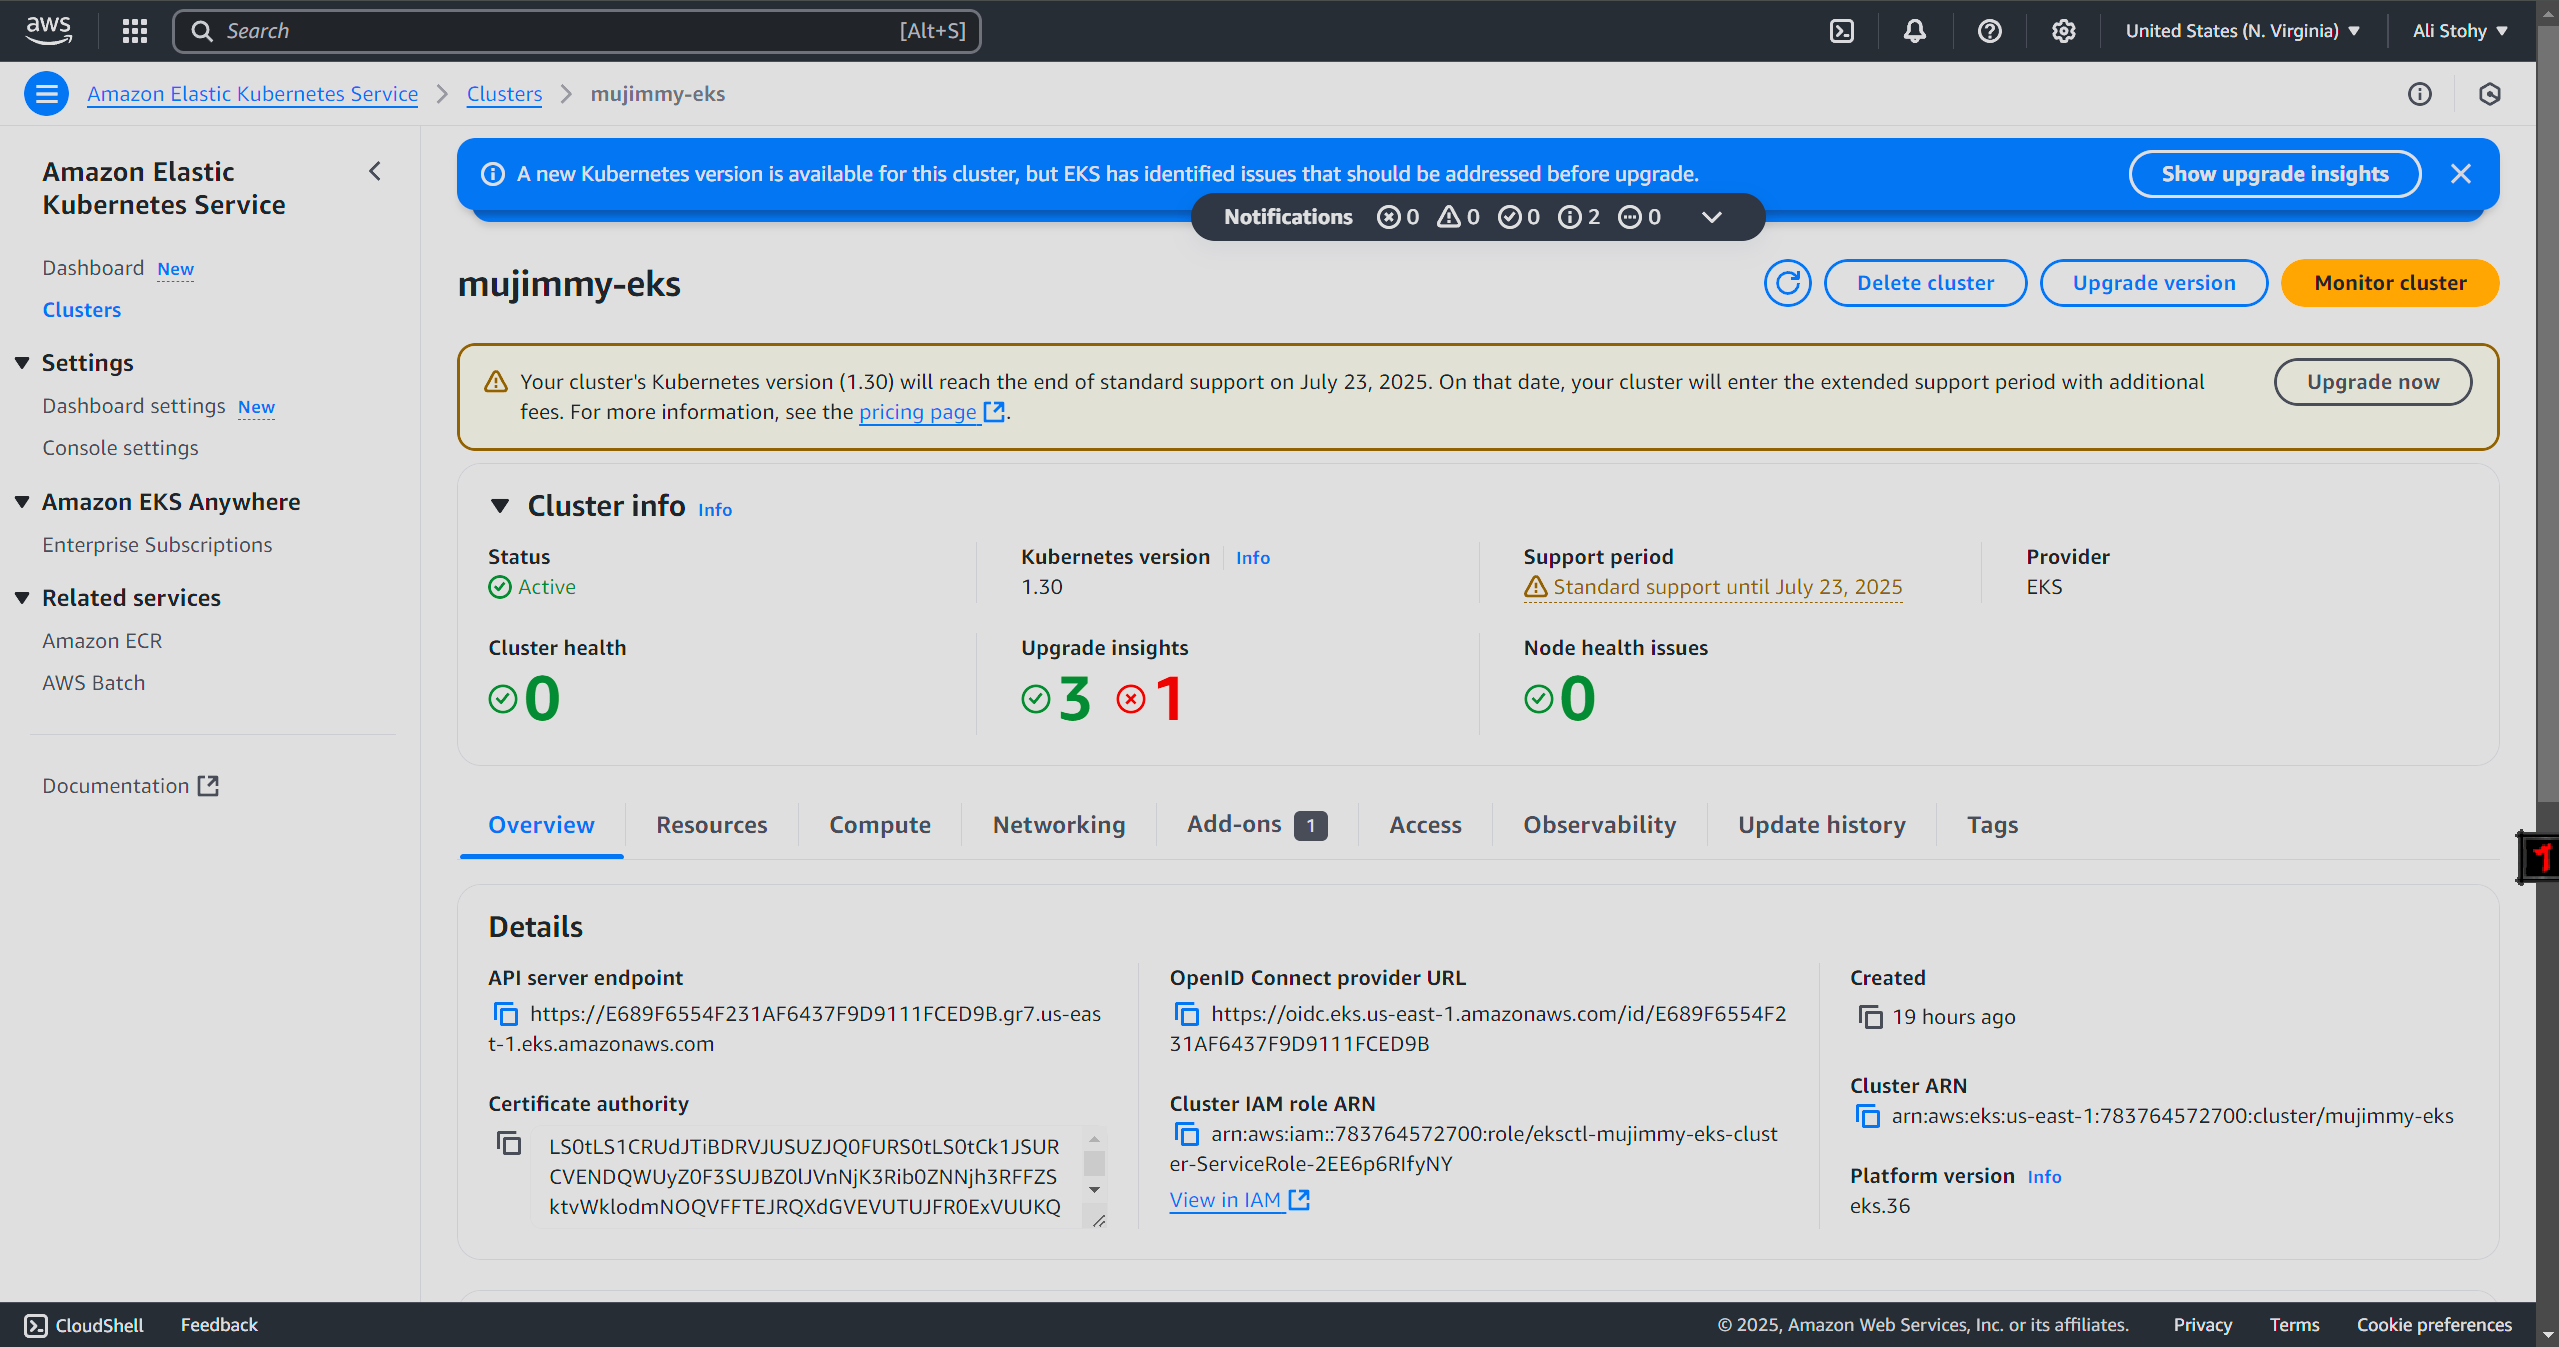 aws
Search
[Alt+S]
United States (N. Virginia)
Ali Stohy
Amazon Elastic Kubernetes Service
Clusters
mujimmy-eks
Amazon Elastic
Kubernetes Service
Dashboard New
Clusters
Settings
Dashboard settings New
Console settings
Amazon EKS Anywhere
Enterprise Subscriptions
Related services
Amazon ECR
AWS Batch
Documentation
A new Kubernetes version is available for this cluster, but EKS has identified issues that should be addressed before upgrade.
Show upgrade insights
Notifications 0 0 0 2 0
mujimmy-eks
Delete cluster
Upgrade version
Monitor cluster
Your cluster's Kubernetes version (1.30) will reach the end of standard support on July 23, 2025. On that date, your cluster will enter the extended support period with additional
fees. For more information, see the pricing page.
Upgrade now
Cluster info Info
Status
Active
Kubernetes version Info
1.30
Support period
Standard support until July 23, 2025
Provider
EKS
Cluster health
0
Upgrade insights
3 1
Node health issues
0
Overview
Resources
Compute
Networking
Add-ons 1
Access
Observability
Update history
Tags
Details
API server endpoint
https://E689F6554F231AF6437F9D9111FCED9B.gr7.us-eas
t-1.eks.amazonaws.com
Certificate authority
LS0tLS1CRUdJTiBDRVJUSUZJQ0FURS0tLS0tCk1JSUR
CVENDQWUyZ0F3SUJBZ0lJVnNjK3Rib0ZNNjh3RFFZS
ktvWklodmNOQVFFTEJRQXdGVEVUTUJFR0ExVUUKQ
OpenID Connect provider URL
https://oidc.eks.us-east-1.amazonaws.com/id/E689F6554F2
31AF6437F9D9111FCED9B
Cluster IAM role ARN
arn:aws:iam::783764572700:role/eksctl-mujimmy-eks-clust
er-ServiceRole-2EE6p6RIfyNY
View in IAM
Created
19 hours ago
Cluster ARN
arn:aws:eks:us-east-1:783764572700:cluster/mujimmy-eks
Platform version Info
eks.36
CloudShell
Feedback
© 2025, Amazon Web Services, Inc. or its affiliates.
Privacy
Terms
Cookie preferences